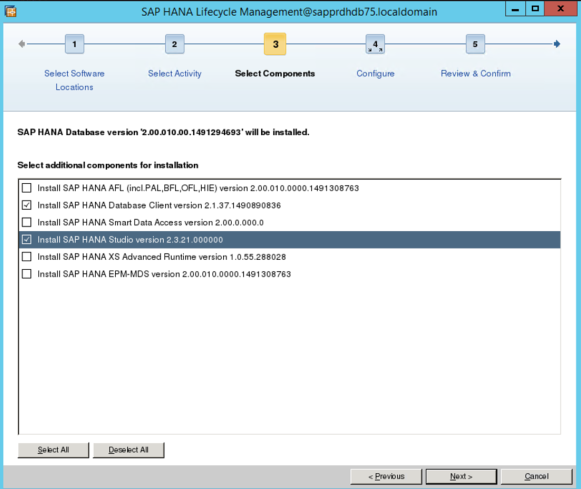 SAP HANA Lifecycle Management@sapprdhdb75.localdomain
1 2 3 4 5
Select Software Locations
Select Activity
Select Components
Configure
Review & Confirm
SAP HANA Database version '2.00.010.00.1491294693' will be installed.
Select additional components for installation
Install SAP HANA AFL (incl.PAL,BFL,OFL,HIE) version 2.00.010.0000.1491308763
Install SAP HANA Database Client version 2.1.37.1490890836
Install SAP HANA Smart Data Access version 2.00.0.000.0
Install SAP HANA Studio version 2.3.21.000000
Install SAP HANA XS Advanced Runtime version 1.0.55.288028
Install SAP HANA EPM-MDS version 2.00.010.0000.1491308763
Select All
Deselect All
< Previous
Next >
Cancel